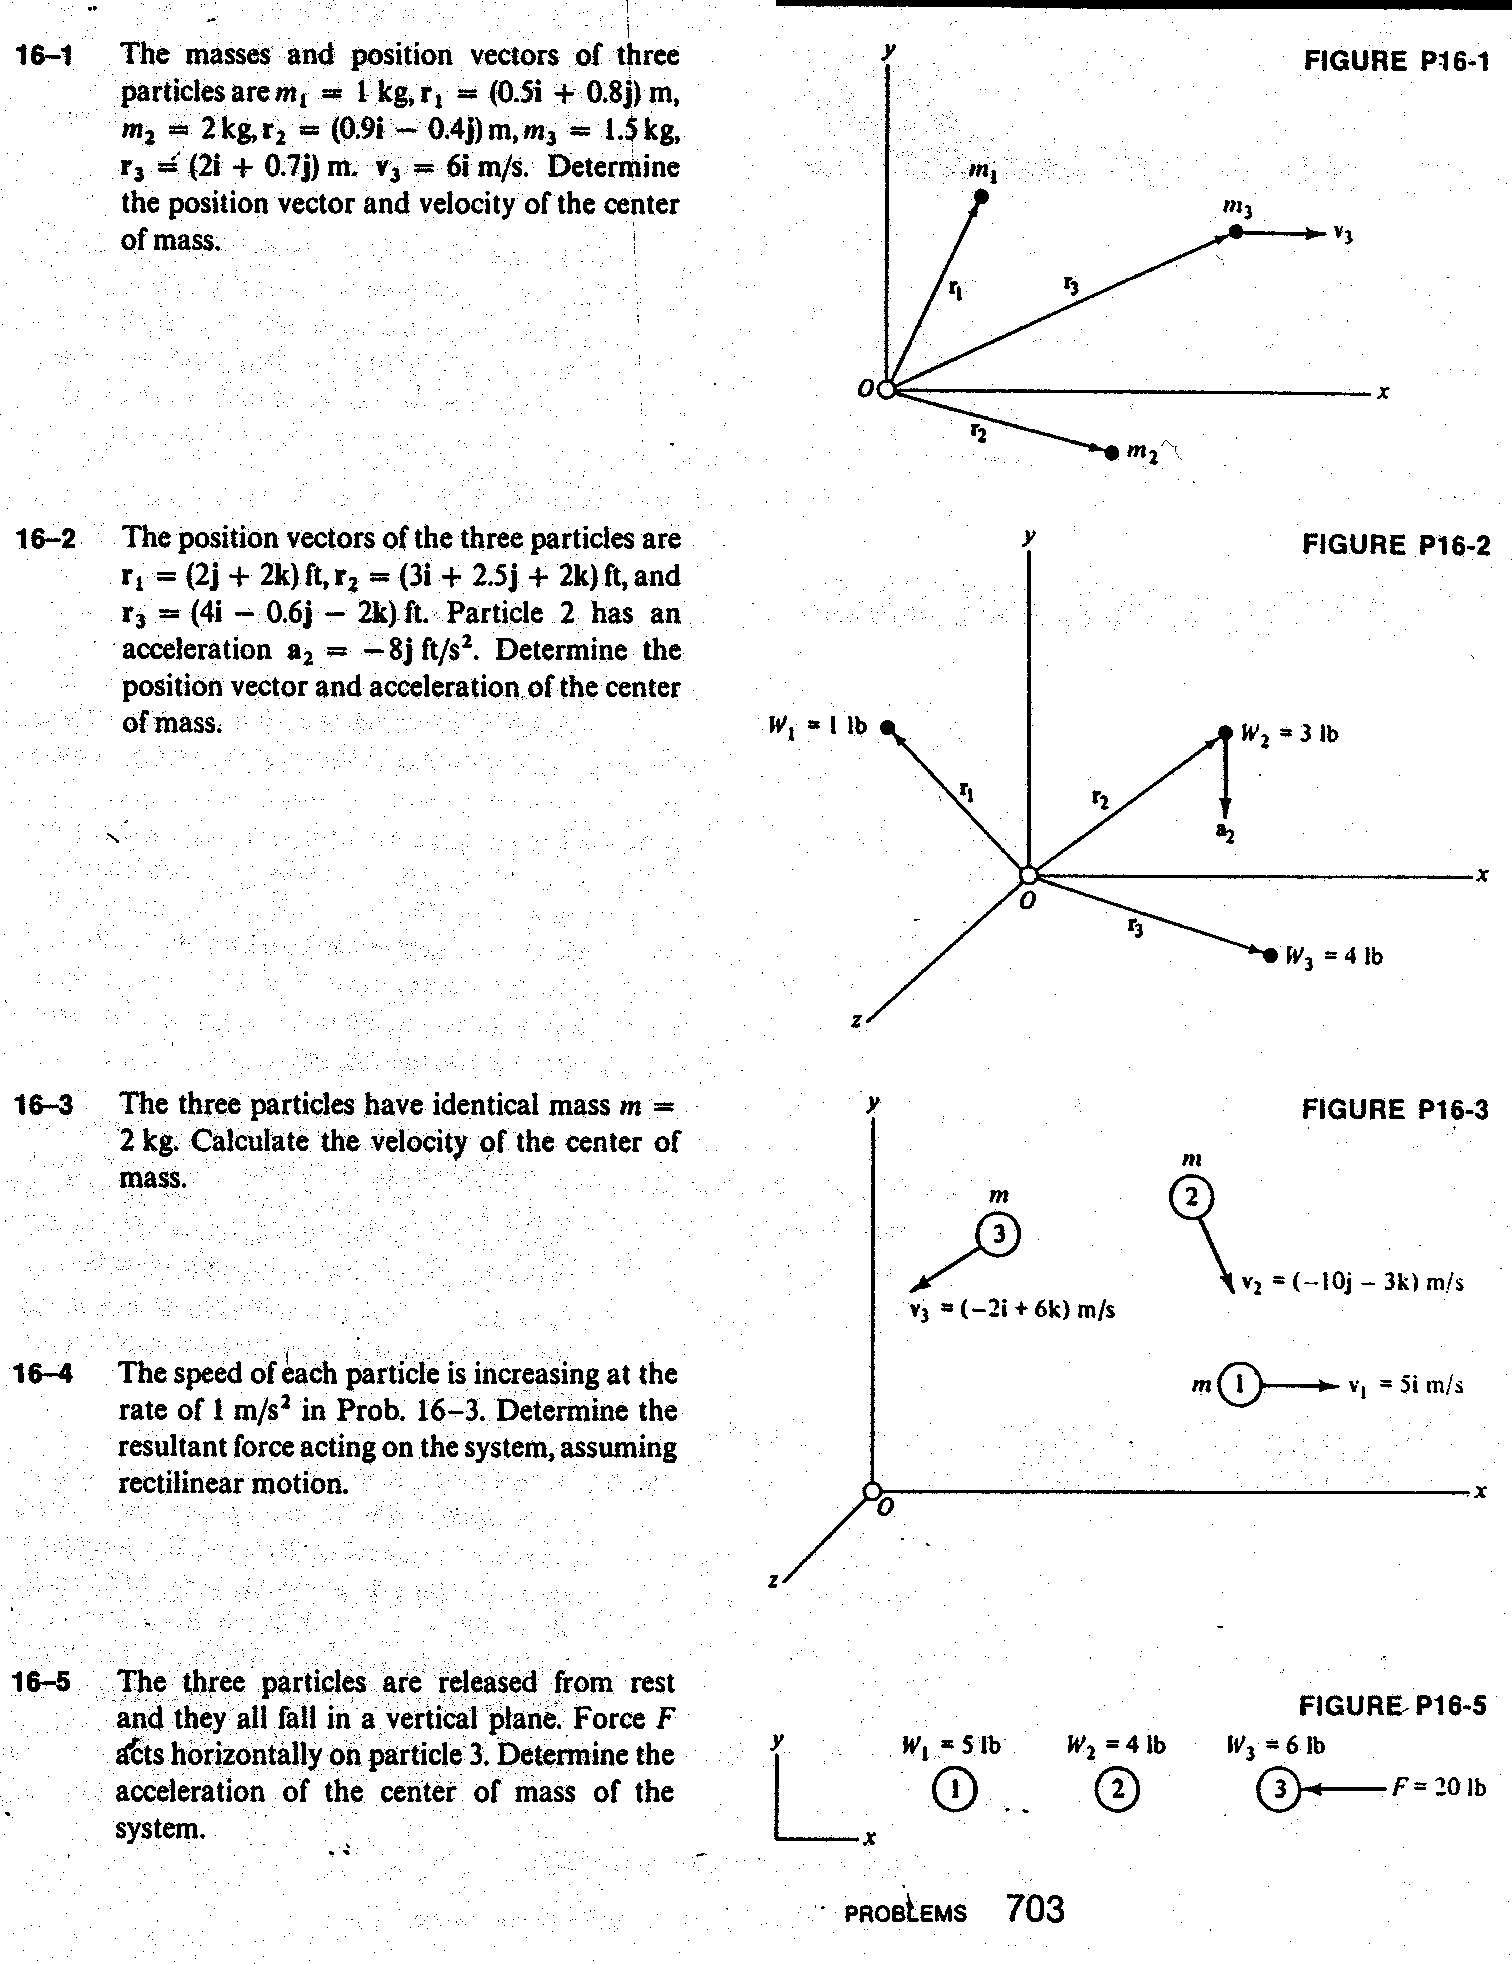 16–1 The masses and position vectors of three
particles are m₁ = 1 kg, r₁ = (0.5i + 0.8j) m,
m₂ = 2 kg, r₂ = (0.9i − 0.4j) m, m₃ = 1.5 kg,
r₃ = (2i + 0.7j) m. v₃ = 6i m/s. Determine
the position vector and velocity of the center
of mass.
FIGURE P16-1
y
m₁
m₃
v₃
r₁
r₃
O
x
r₂
m₂
16–2 The position vectors of the three particles are
r₁ = (2j + 2k) ft, r₂ = (3i + 2.5j + 2k) ft, and
r₃ = (4i − 0.6j − 2k) ft. Particle 2 has an
acceleration a₂ = −8j ft/s². Determine the
position vector and acceleration of the center
of mass.
FIGURE P16-2
y
W₁ = 1 lb
W₂ = 3 lb
r₁
r₂
a₂
x
O
r₃
W₃ = 4 lb
z
16–3 The three particles have identical mass m =
2 kg. Calculate the velocity of the center of
mass.
FIGURE P16-3
y
m
2
m
3
v₂ = (−10j − 3k) m/s
v₃ = (−2i + 6k) m/s
m 1 v₁ = 5i m/s
x
O
z
16–4 The speed of each particle is increasing at the
rate of 1 m/s² in Prob. 16–3. Determine the
resultant force acting on the system, assuming
rectilinear motion.
16–5 The three particles are released from rest
and they all fall in a vertical plane. Force F
acts horizontally on particle 3. Determine the
acceleration of the center of mass of the
system.
FIGURE P16-5
y
W₁ = 5 lb W₂ = 4 lb W₃ = 6 lb
1 2 3 F = 20 lb
x
PROBLEMS 703